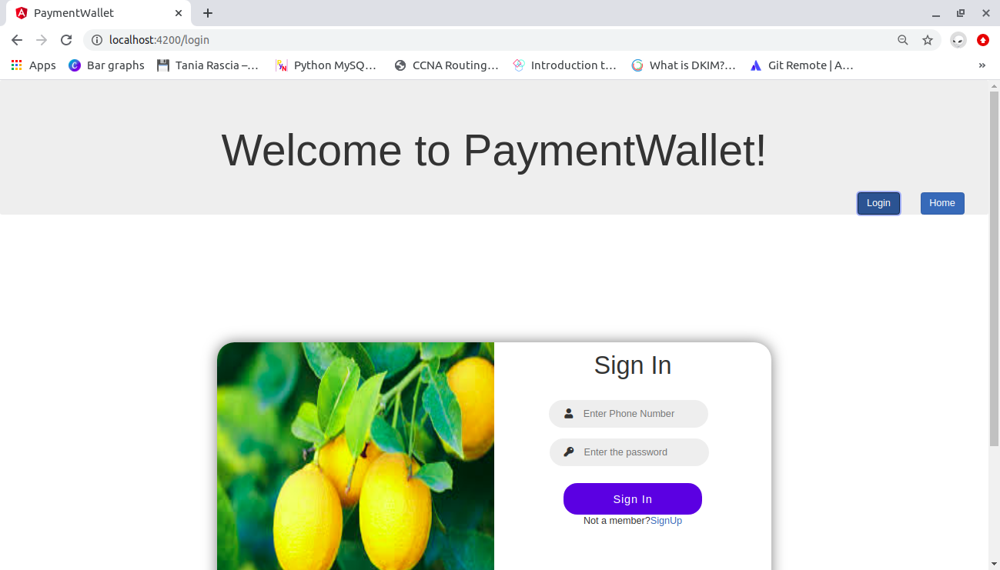 PaymentWallet
localhost:4200/login
Apps Bar graphs Tania Rascia –... Python MySQ... CCNA Routing... Introduction t... What is DKIM?... Git Remote | A... »
Welcome to PaymentWallet!
Login Home
Sign In
Enter Phone Number
Enter the password
Sign In
Not a member?SignUp